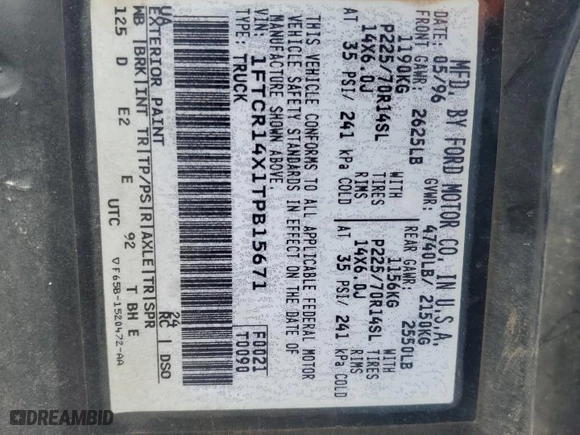 MFD. BY FORD MOTOR CO. IN U.S.A.
DATE: 05/96 GVWR: 4740LB/ 2150KG
FRONT GAWR: 2625LB REAR GAWR: 2550LB
1190KG WITH 1156KG WITH
P225/70R14SL TIRES P225/70R14SL TIRES
14X6.0J RIMS 14X6.0J RIMS
AT 35 PSI/ 241 kPa COLD AT 35 PSI/ 241 kPa COLD
THIS VEHICLE CONFORMS TO ALL APPLICABLE FEDERAL MOTOR
VEHICLE SAFETY STANDARDS IN EFFECT ON THE DATE OF
MANUFACTURE SHOWN ABOVE.
VIN: 1FTCR14X1TPB15671 F0021
TYPE: TRUCK T0090
EXTERIOR PAINT 24
UA RC DSO
WB BRK INT TR TP/PS R AXLE TR SPR
125 D E2 E 92 T BH E
UTC ▽F65B-1520472-AA
DREAMBID